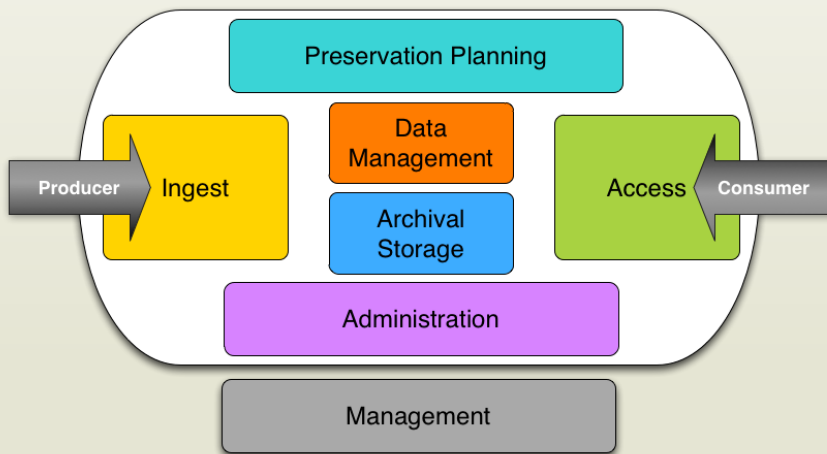 Preservation Planning
Data
Management
Producer
Ingest
Access
Consumer
Archival
Storage
Administration
Management